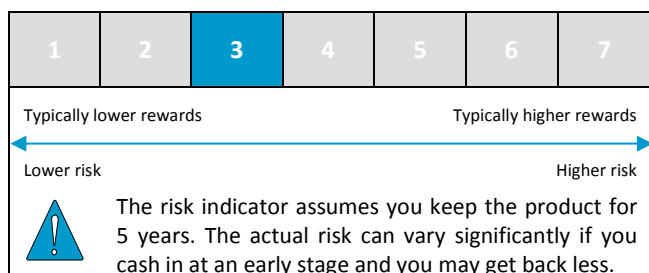 1 2 3 4 5 6 7
Typically lower rewards Typically higher rewards
Lower risk Higher risk
The risk indicator assumes you keep the product for
5 years. The actual risk can vary significantly if you
cash in at an early stage and you may get back less.